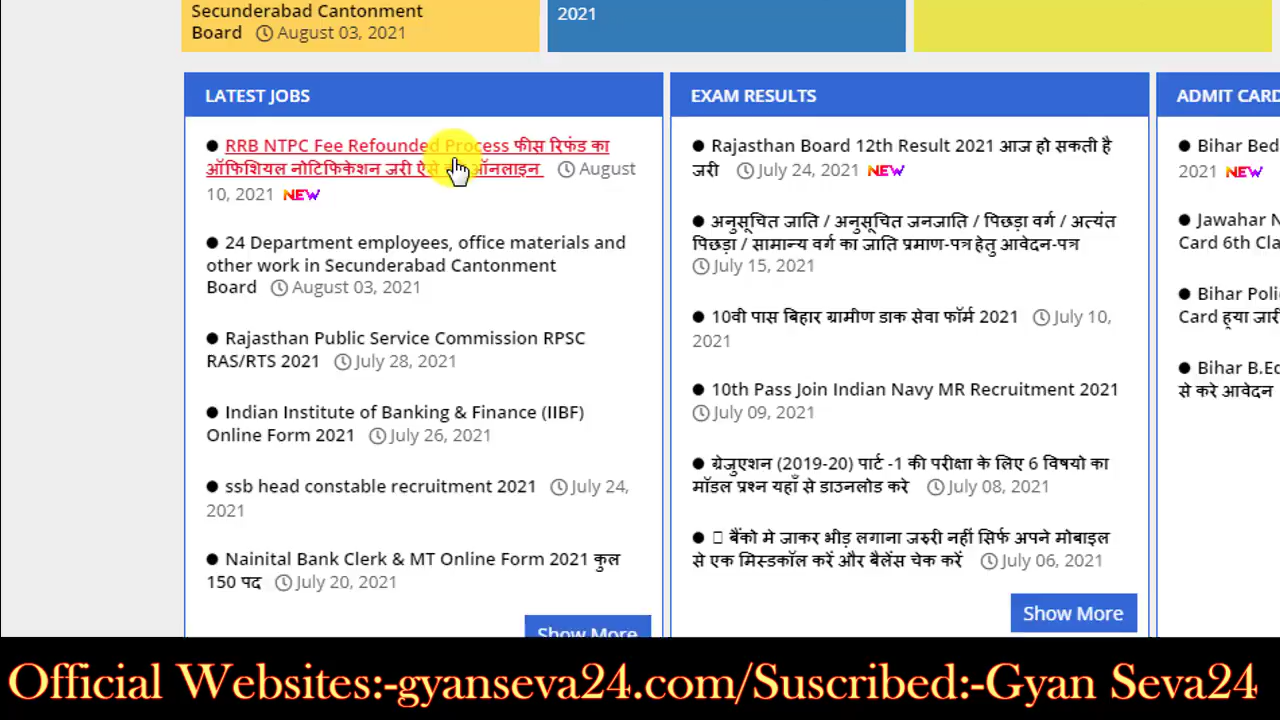 Secunderabad Cantonment
Board August 03, 2021
2021
LATEST JOBS
RRB NTPC Fee Refounded Process फीस रिफंड का
ऑफिशियल नोटिफिकेशन जरी ऐसे ऑनलाइन August
10, 2021 NEW
24 Department employees, office materials and
other work in Secunderabad Cantonment
Board August 03, 2021
Rajasthan Public Service Commission RPSC
RAS/RTS 2021 July 28, 2021
Indian Institute of Banking & Finance (IIBF)
Online Form 2021 July 26, 2021
ssb head constable recruitment 2021 July 24,
2021
Nainital Bank Clerk & MT Online Form 2021 कुल
150 पद July 20, 2021
Show More
EXAM RESULTS
Rajasthan Board 12th Result 2021 आज हो सकती है
जरी July 24, 2021 NEW
अनुसूचित जाति / अनुसूचित जनजाति / पिछड़ा वर्ग / अत्यंत
पिछड़ा / सामान्य वर्ग का जाति प्रमाण-पत्र हेतु आवेदन-पत्र
July 15, 2021
10वी पास बिहार ग्रामीण डाक सेवा फॉर्म 2021 July 10,
2021
10th Pass Join Indian Navy MR Recruitment 2021
July 09, 2021
ग्रेजुएशन (2019-20) पार्ट -1 की परीक्षा के लिए 6 विषयो का
मॉडल प्रश्न यहाँ से डाउनलोड करे July 08, 2021
बैंको मे जाकर भीड़ लगाना जरुरी नहीं सिर्फ अपने मोबाइल
से एक मिस्डकॉल करें और बैलेंस चेक करें July 06, 2021
Show More
ADMIT CARD
Bihar Bed
2021 NEW
Jawahar N
Card 6th Cla
Bihar Poli
Card हूया जारी
Bihar B.Ed
से करे आवेदन
Official Websites:-gyanseva24.com/Suscribed:-Gyan Seva24